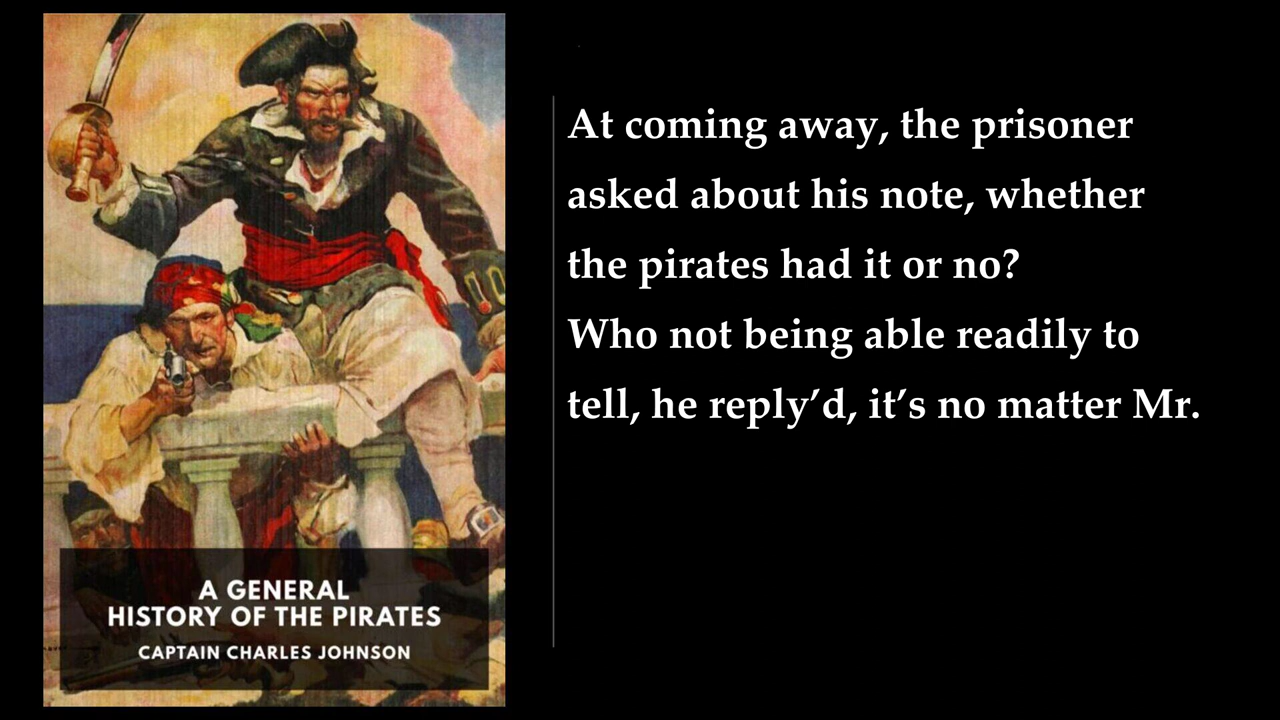 A GENERAL
HISTORY OF THE PIRATES
CAPTAIN CHARLES JOHNSON
At coming away, the prisoner
asked about his note, whether
the pirates had it or no?
Who not being able readily to
tell, he reply’d, it’s no matter Mr.